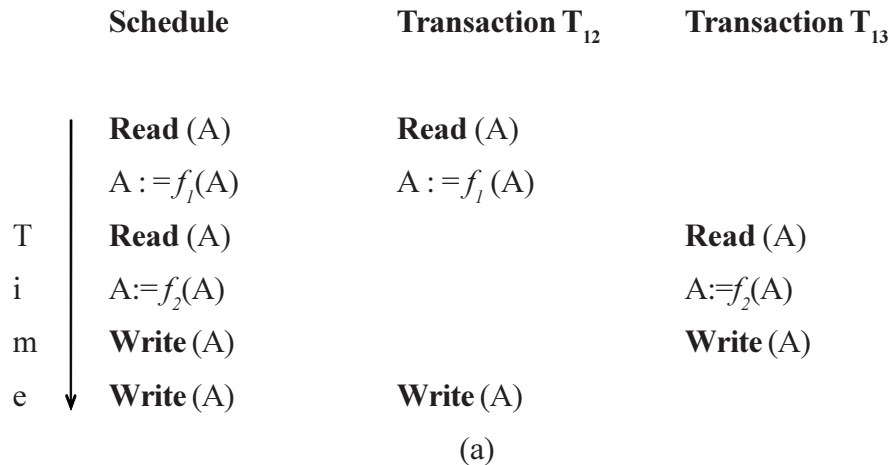 Schedule Transaction T12 Transaction T13
Read (A) Read (A)
A : =f1(A) A : =f1 (A)
T Read (A) Read (A)
i A:=f2(A) A:=f2(A)
m Write (A) Write (A)
e Write (A) Write (A)
(a)